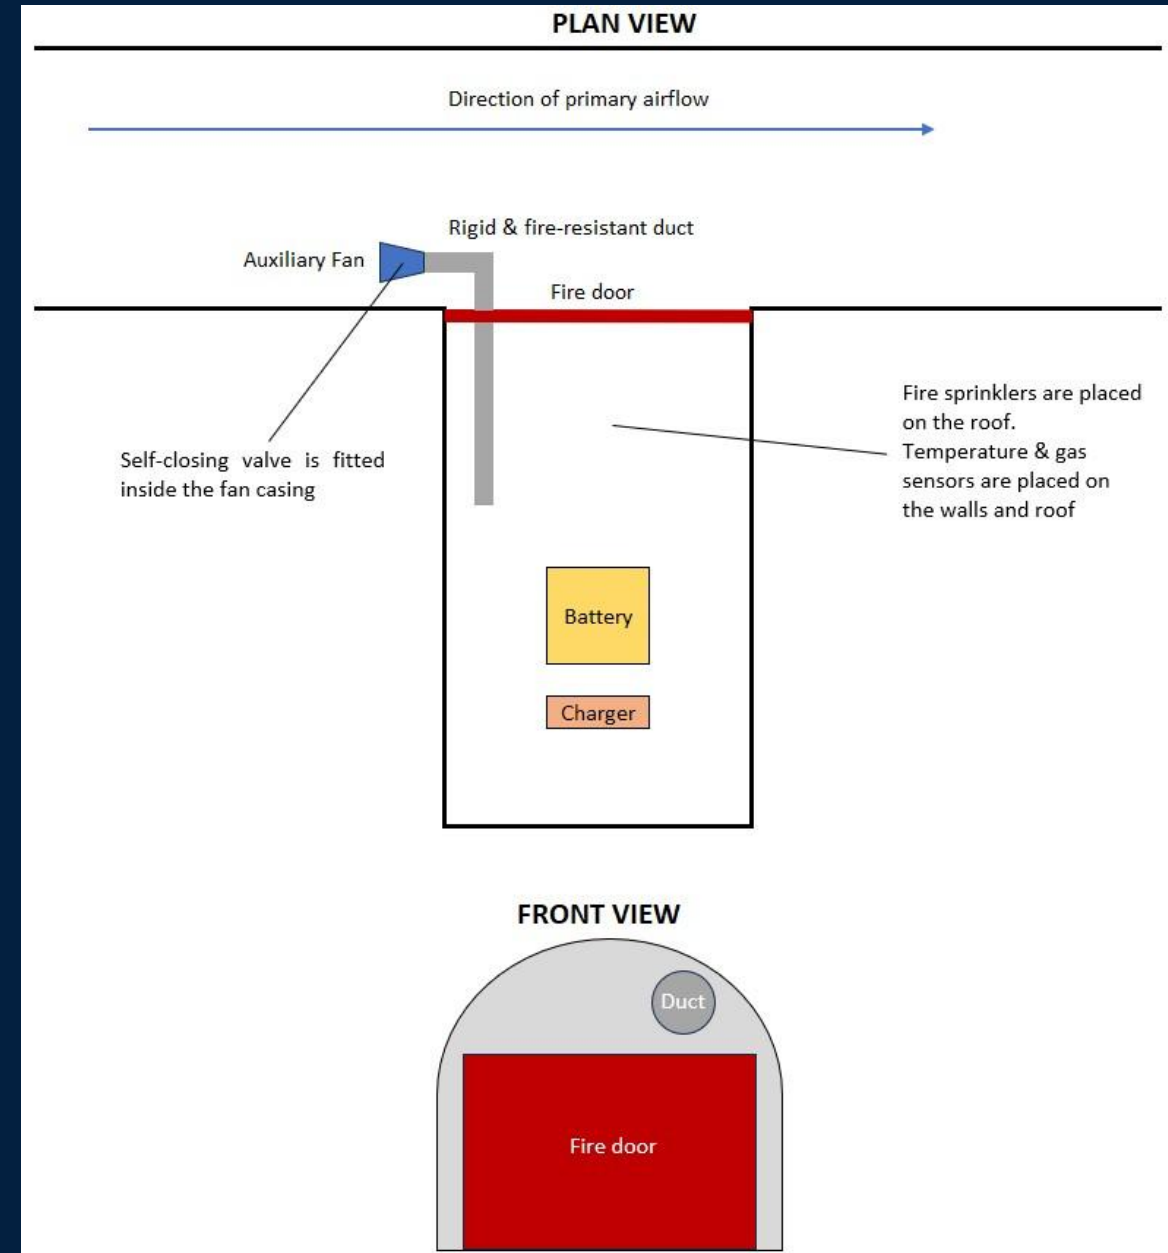 PLAN VIEW
Direction of primary airflow
Rigid & fire-resistant duct
Auxiliary Fan
Fire door
Fire sprinklers are placed
on the roof.
Temperature & gas
sensors are placed on
the walls and roof
Self-closing valve is fitted
inside the fan casing
Battery
Charger
FRONT VIEW
Duct
Fire door